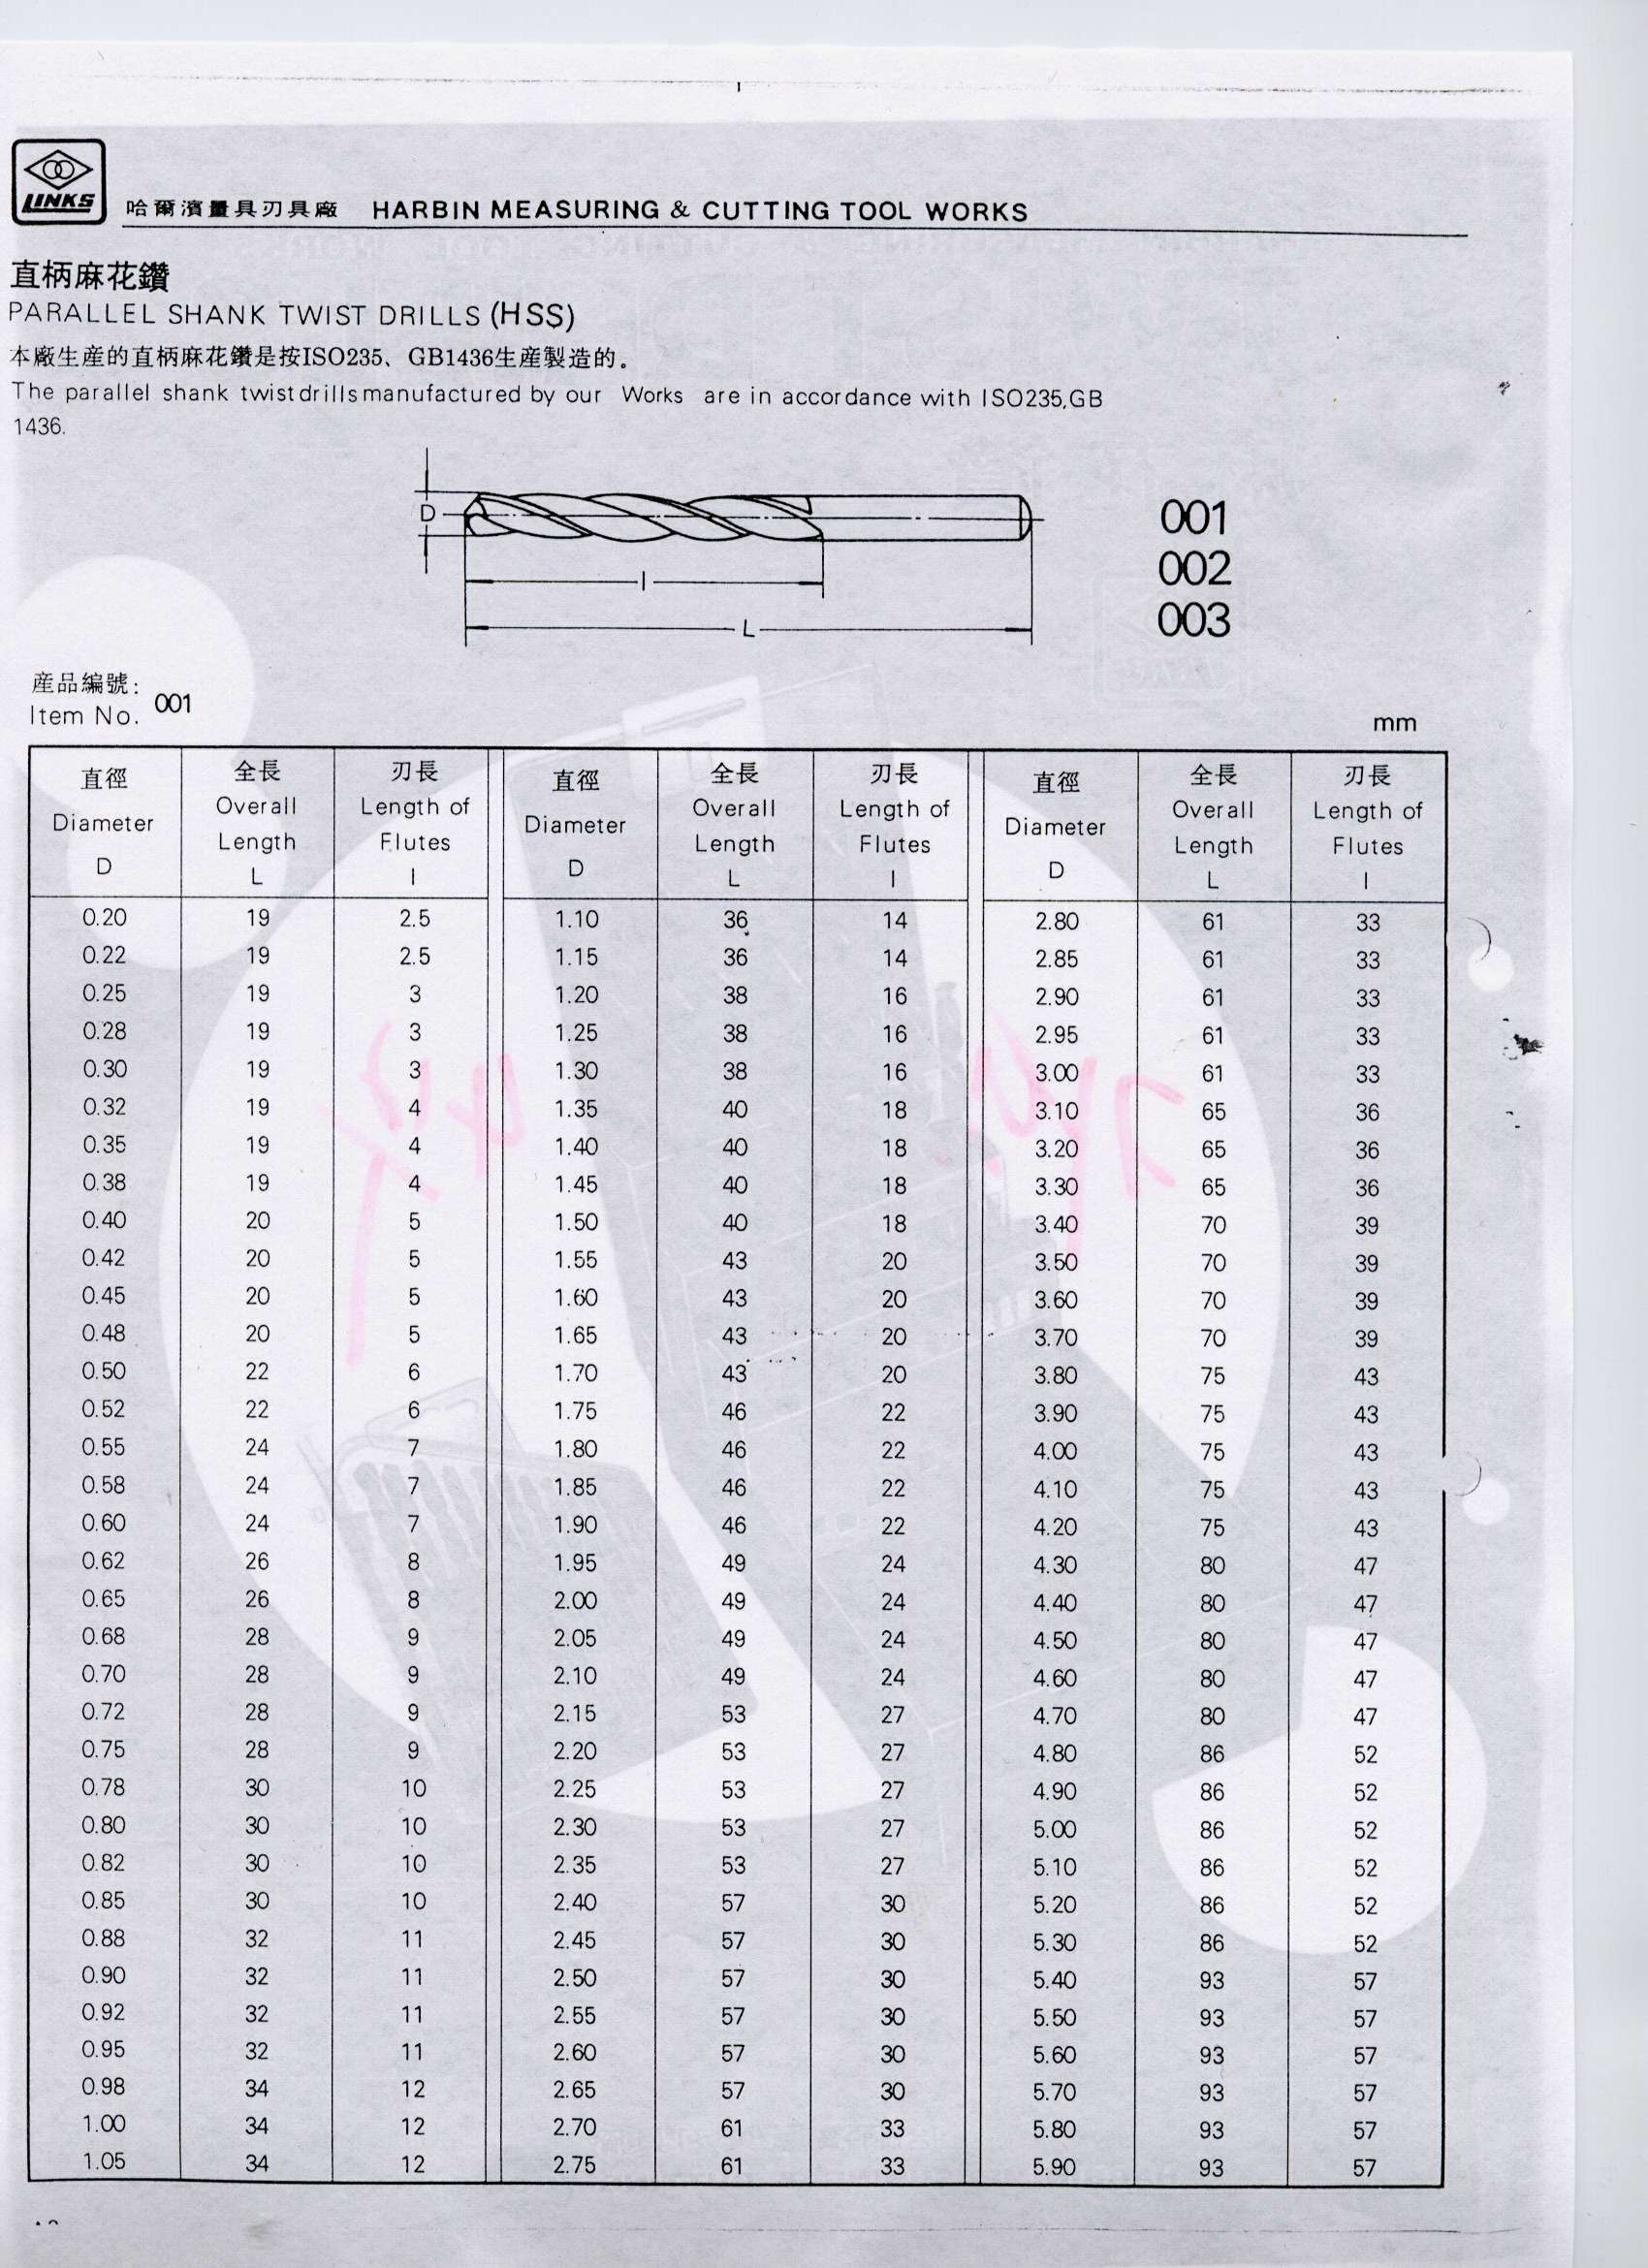 LINKS
哈爾濱量具刃具廠 HARBIN MEASURING & CUTTING TOOL WORKS
直柄麻花鑽
PARALLEL SHANK TWIST DRILLS (HSS)
本廠生産的直柄麻花鑽是按ISO235、GB1436生産製造的。
The parallel shank twist drills manufactured by our Works are in accordance with ISO235,GB
1436.
D
l
L
001
002
003
産品編號:
Item No. 001
mm
直徑 全長 刃長 直徑 全長 刃長 直徑 全長 刃長
Diameter Overall Length of Diameter Overall Length of Diameter Overall Length of
Length Flutes Length Flutes Length Flutes
D L l D L l D L l
0.20 19 2.5 1.10 36 14 2.80 61 33
0.22 19 2.5 1.15 36 14 2.85 61 33
0.25 19 3 1.20 38 16 2.90 61 33
0.28 19 3 1.25 38 16 2.95 61 33
0.30 19 3 1.30 38 16 3.00 61 33
0.32 19 4 1.35 40 18 3.10 65 36
0.35 19 4 1.40 40 18 3.20 65 36
0.38 19 4 1.45 40 18 3.30 65 36
0.40 20 5 1.50 40 18 3.40 70 39
0.42 20 5 1.55 43 20 3.50 70 39
0.45 20 5 1.60 43 20 3.60 70 39
0.48 20 5 1.65 43 20 3.70 70 39
0.50 22 6 1.70 43 20 3.80 75 43
0.52 22 6 1.75 46 22 3.90 75 43
0.55 24 7 1.80 46 22 4.00 75 43
0.58 24 7 1.85 46 22 4.10 75 43
0.60 24 7 1.90 46 22 4.20 75 43
0.62 26 8 1.95 49 24 4.30 80 47
0.65 26 8 2.00 49 24 4.40 80 47
0.68 28 9 2.05 49 24 4.50 80 47
0.70 28 9 2.10 49 24 4.60 80 47
0.72 28 9 2.15 53 27 4.70 80 47
0.75 28 9 2.20 53 27 4.80 86 52
0.78 30 10 2.25 53 27 4.90 86 52
0.80 30 10 2.30 53 27 5.00 86 52
0.82 30 10 2.35 53 27 5.10 86 52
0.85 30 10 2.40 57 30 5.20 86 52
0.88 32 11 2.45 57 30 5.30 86 52
0.90 32 11 2.50 57 30 5.40 93 57
0.92 32 11 2.55 57 30 5.50 93 57
0.95 32 11 2.60 57 30 5.60 93 57
0.98 34 12 2.65 57 30 5.70 93 57
1.00 34 12 2.70 61 33 5.80 93 57
1.05 34 12 2.75 61 33 5.90 93 57